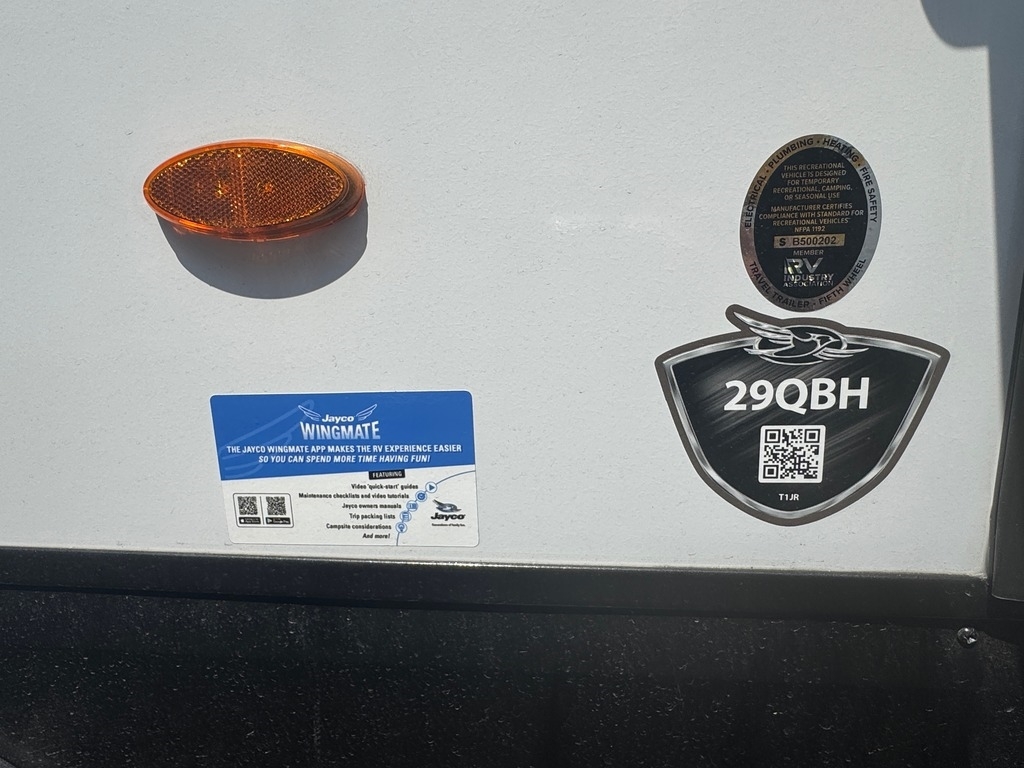 ELECTRICAL • PLUMBING • HEATING • FIRE SAFETY
THIS RECREATIONAL
VEHICLE IS DESIGNED
FOR TEMPORARY
RECREATIONAL, CAMPING,
OR SEASONAL USE
MANUFACTURER CERTIFIES
COMPLIANCE WITH STANDARD FOR
RECREATIONAL VEHICLES
NFPA 1192
S B500202
MEMBER
RV
INDUSTRY
ASSOCIATION
TRAVEL TRAILER • FIFTH WHEEL
29QBH
T1JR
Jayco
WINGMATE
THE JAYCO WINGMATE APP MAKES THE RV EXPERIENCE EASIER
SO YOU CAN SPEND MORE TIME HAVING FUN!
FEATURING
Video "quick-start" guides
Maintenance checklists and video tutorials
Jayco owners manuals
Trip packing lists
Campsite considerations
And more!
Jayco